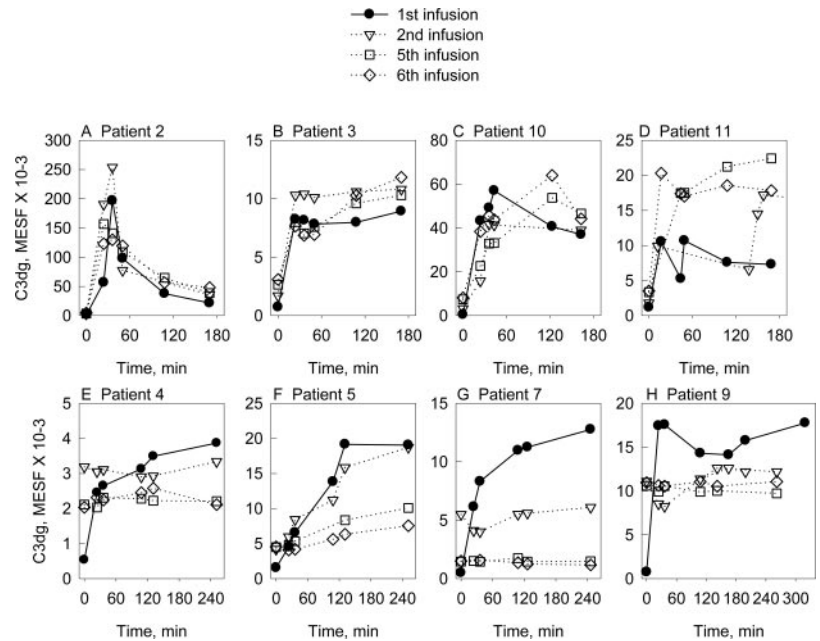 1st infusion
2nd infusion
5th infusion
6th infusion
A Patient 2
B Patient 3
C Patient 10
D Patient 11
C3dg, MESF X 10-3
300
250
200
150
100
50
0
15
10
5
0
80
60
40
20
0
25
20
15
10
5
0
0 60 120 180
0 60 120 180
0 60 120 180
0 60 120 180
Time, min
Time, min
Time, min
Time, min
E Patient 4
F Patient 5
G Patient 7
H Patient 9
C3dg, MESF X 10-3
5
4
3
2
1
0
25
20
15
10
5
0
15
10
5
0
20
15
10
5
0
0 60 120 180 240
0 60 120 180 240
0 60 120 180 240
0 80 160 240 320
Time, min
Time, min
Time, min
Time, min